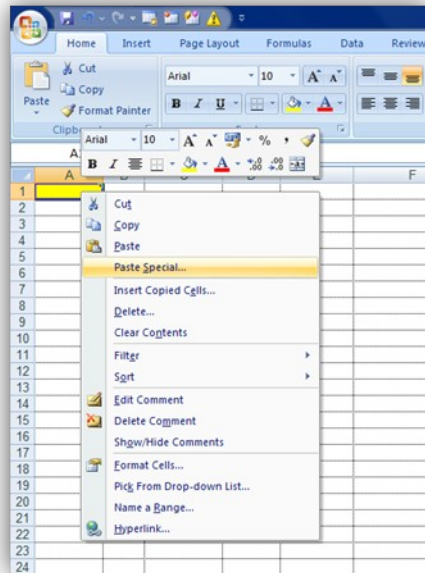 Home Insert Page Layout Formulas Data Review
Cut
Arial 10 A A
Copy
Paste
Format Painter
B I U A
Clipb
Arial 10 A A % ,
A
B I A .00 .0
A F
1
2
Cut
3
Copy
4
Paste
5
6
Paste Special...
7
Insert Copied Cells...
8
Delete...
9
10
Clear Contents
11
Filter
12
Sort
13
14
Edit Comment
15
Delete Comment
16
Show/Hide Comments
17
18
Format Cells...
19
Pick From Drop-down List...
20
Name a Range...
21
22
Hyperlink...
23
24